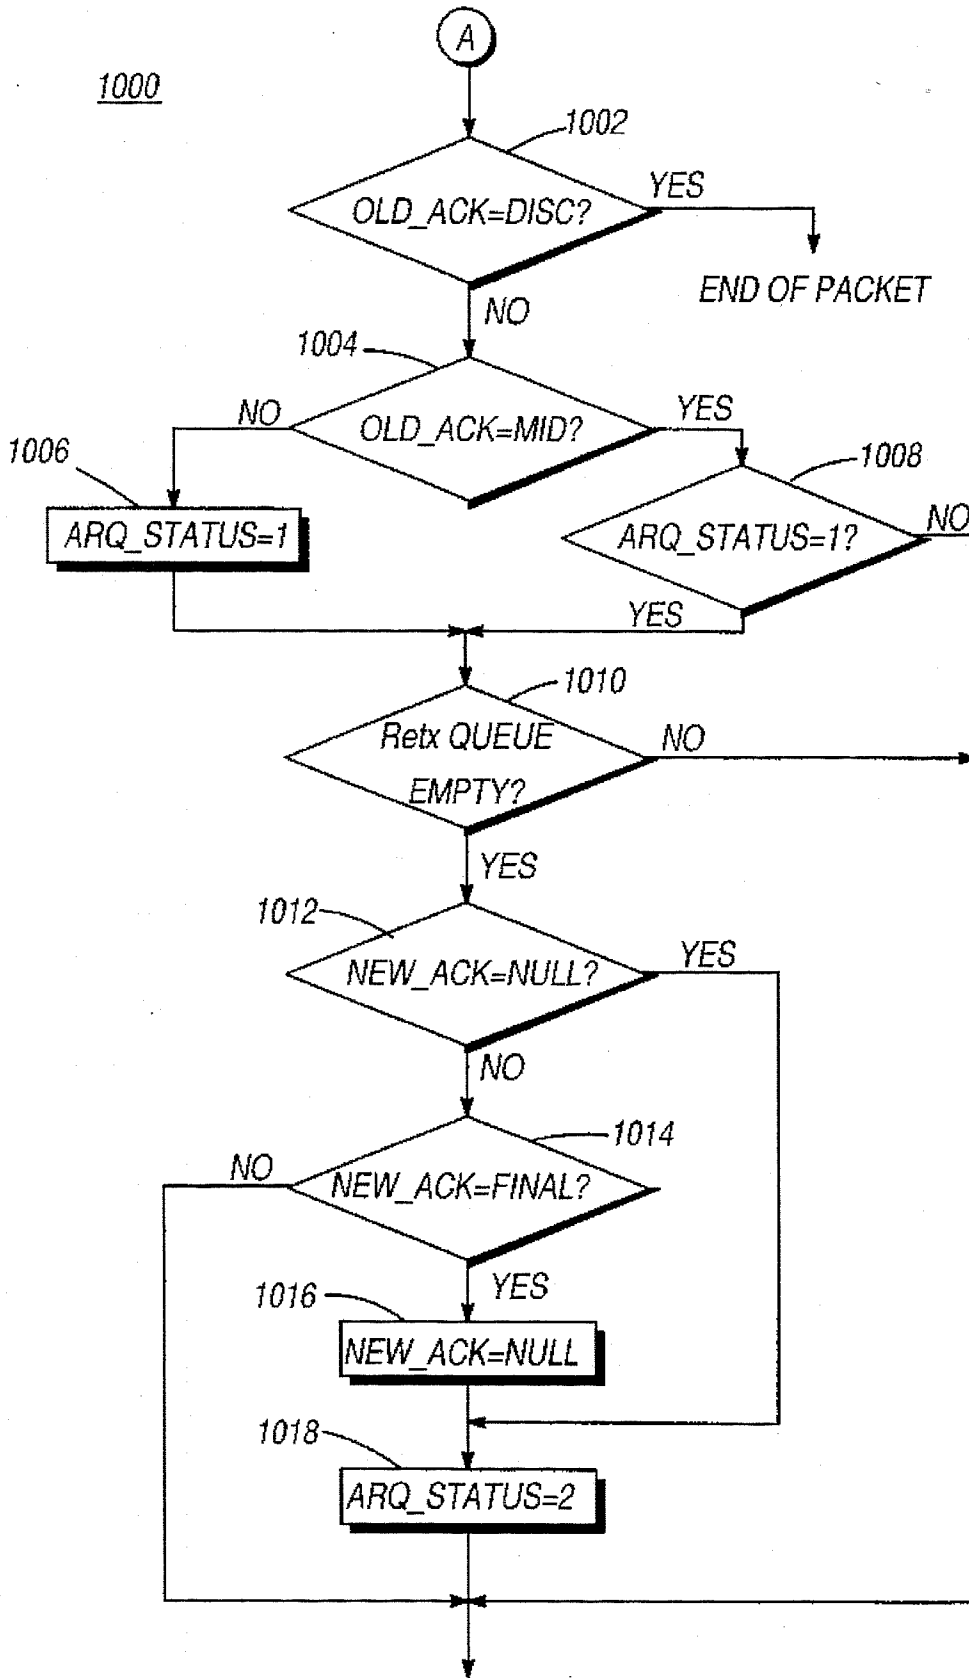 A
1000
1002
OLD_ACK=DISC?
YES
END OF PACKET
NO
1004
OLD_ACK=MID?
NO
YES
1006
ARQ_STATUS=1
1008
ARQ_STATUS=1?
NO
YES
1010
Retx QUEUE
EMPTY?
NO
YES
1012
NEW_ACK=NULL?
YES
NO
1014
NEW_ACK=FINAL?
NO
YES
1016
NEW_ACK=NULL
1018
ARQ_STATUS=2